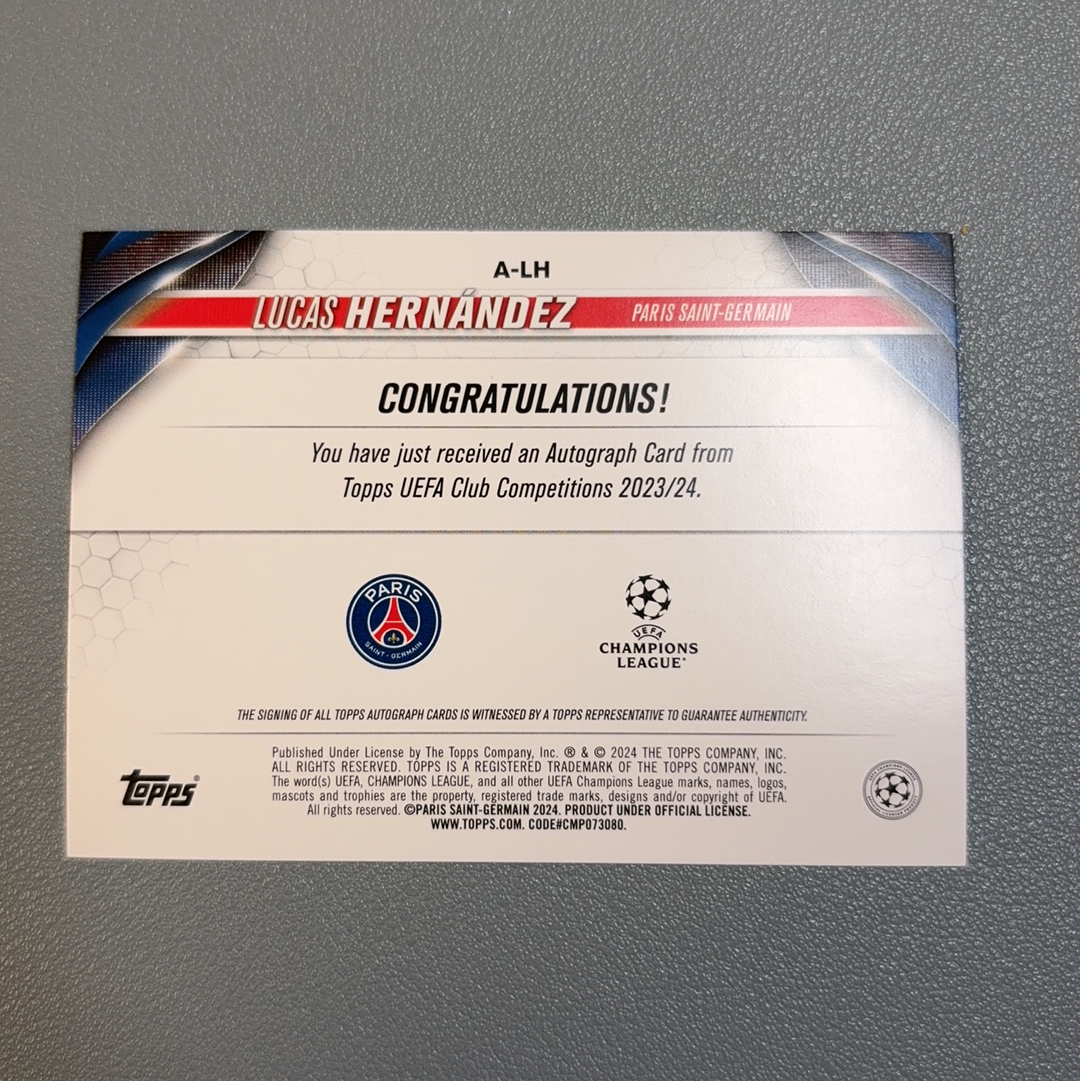 A-LH
LUCAS HERNÁNDEZ PARIS SAINT-GERMAIN
CONGRATULATIONS!
You have just received an Autograph Card from
Topps UEFA Club Competitions 2023/24.
PARIS
SAINT-GERMAIN
UEFA
CHAMPIONS
LEAGUE
THE SIGNING OF ALL TOPPS AUTOGRAPH CARDS IS WITNESSED BY A TOPPS REPRESENTATIVE TO GUARANTEE AUTHENTICITY.
Published Under License by The Topps Company, Inc. ® & © 2024 THE TOPPS COMPANY, INC.
ALL RIGHTS RESERVED. TOPPS IS A REGISTERED TRADEMARK OF THE TOPPS COMPANY, INC.
The word(s) UEFA, CHAMPIONS LEAGUE, and all other UEFA Champions League marks, names, logos,
mascots and trophies are the property, registered trade marks, designs and/or copyright of UEFA.
All rights reserved. ©PARIS SAINT-GERMAIN 2024. PRODUCT UNDER OFFICIAL LICENSE.
WWW.TOPPS.COM. CODE#CMP073080.
topps®